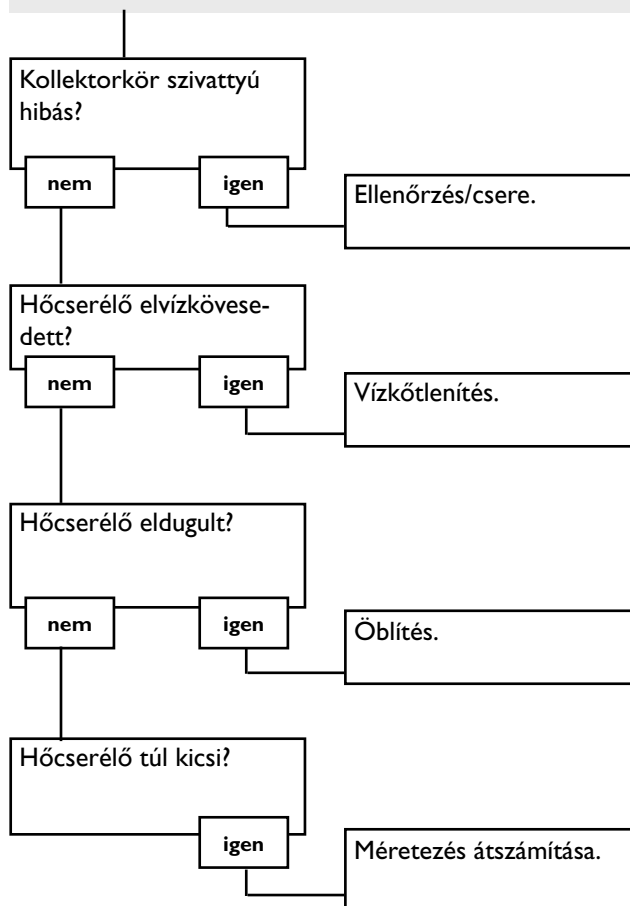 Kollektorkör szivattyú
hibás?
nem
igen
Ellenőrzés/csere.
Hőcserélő elvízkövese-
dett?
nem
igen
Vízkőtlenítés.
Hőcserélő eldugult?
nem
igen
Öblítés.
Hőcserélő túl kicsi?
igen
Méretezés átszámítása.